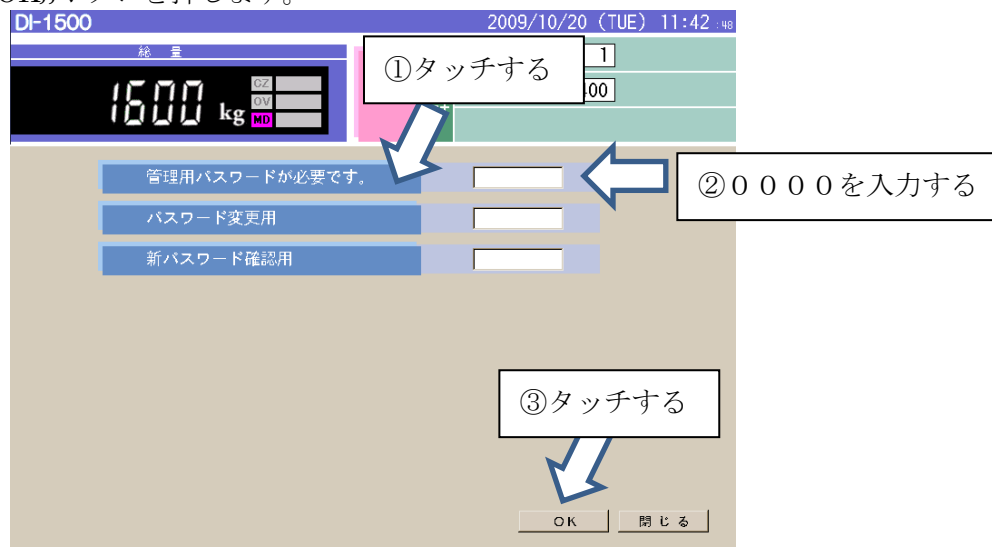 DI-1500
2009/10/20 (TUE) 11:42 :48
総 量
①タッチする
1
00
1600 kg
CZ
OV
MD
管理用パスワードが必要です。
②００００を入力する
パスワード変更用
新パスワード確認用
③タッチする
OK
閉じる